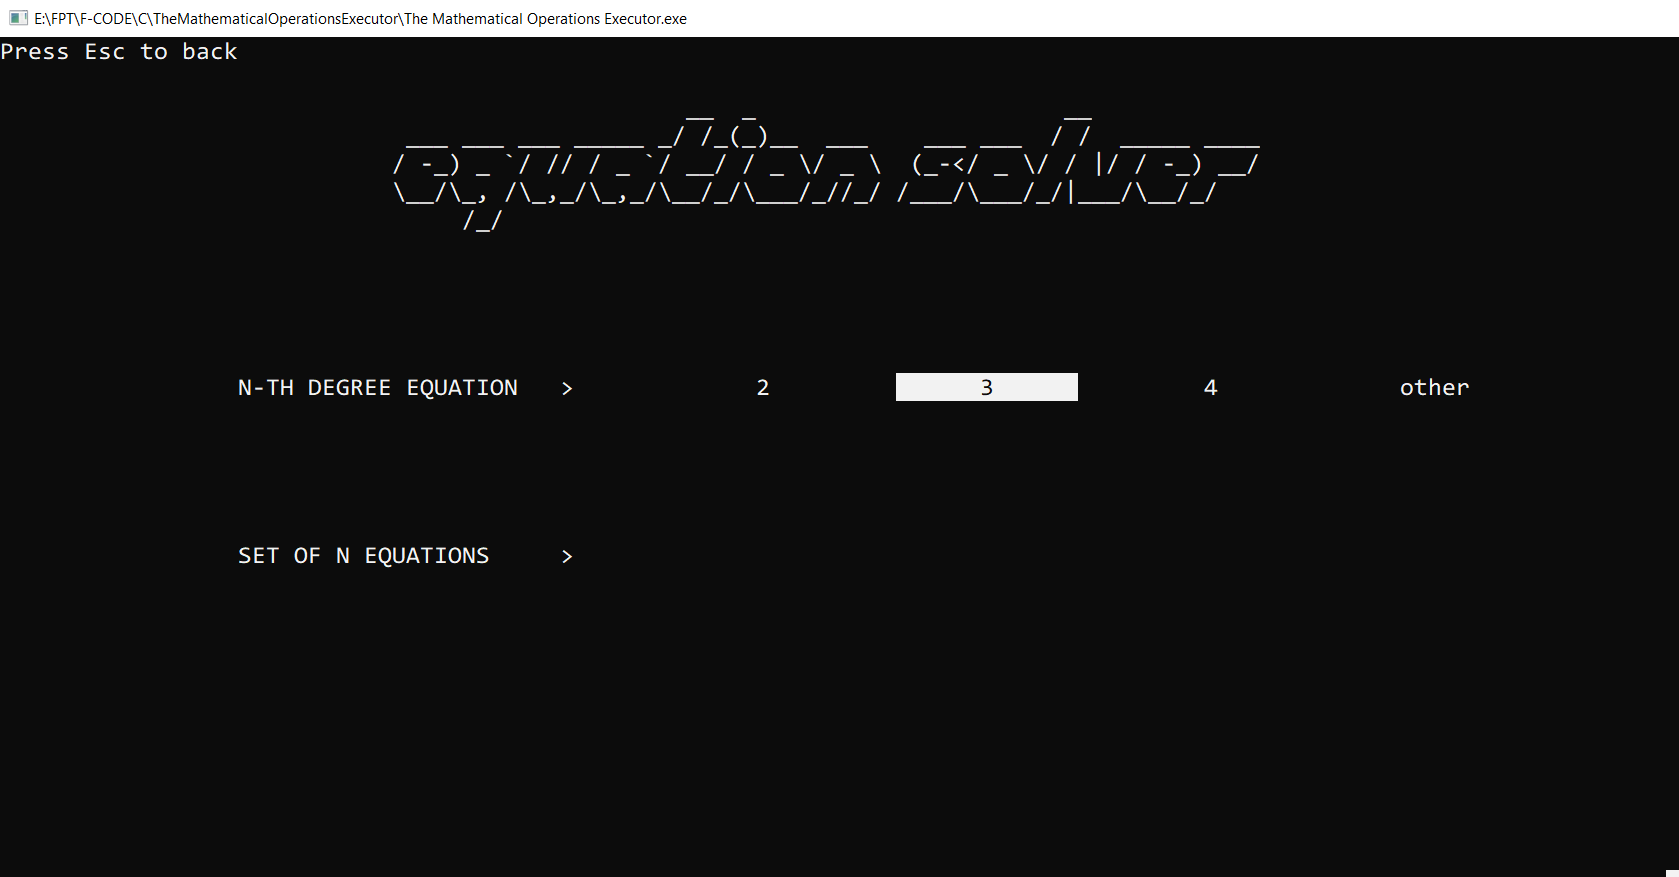 E:\FPT\F-CODE\C\TheMathematicalOperationsExecutor\The Mathematical Operations Executor.exe
Press Esc to back
equation solver
N-TH DEGREE EQUATION > 2 3 4 other
SET OF N EQUATIONS >